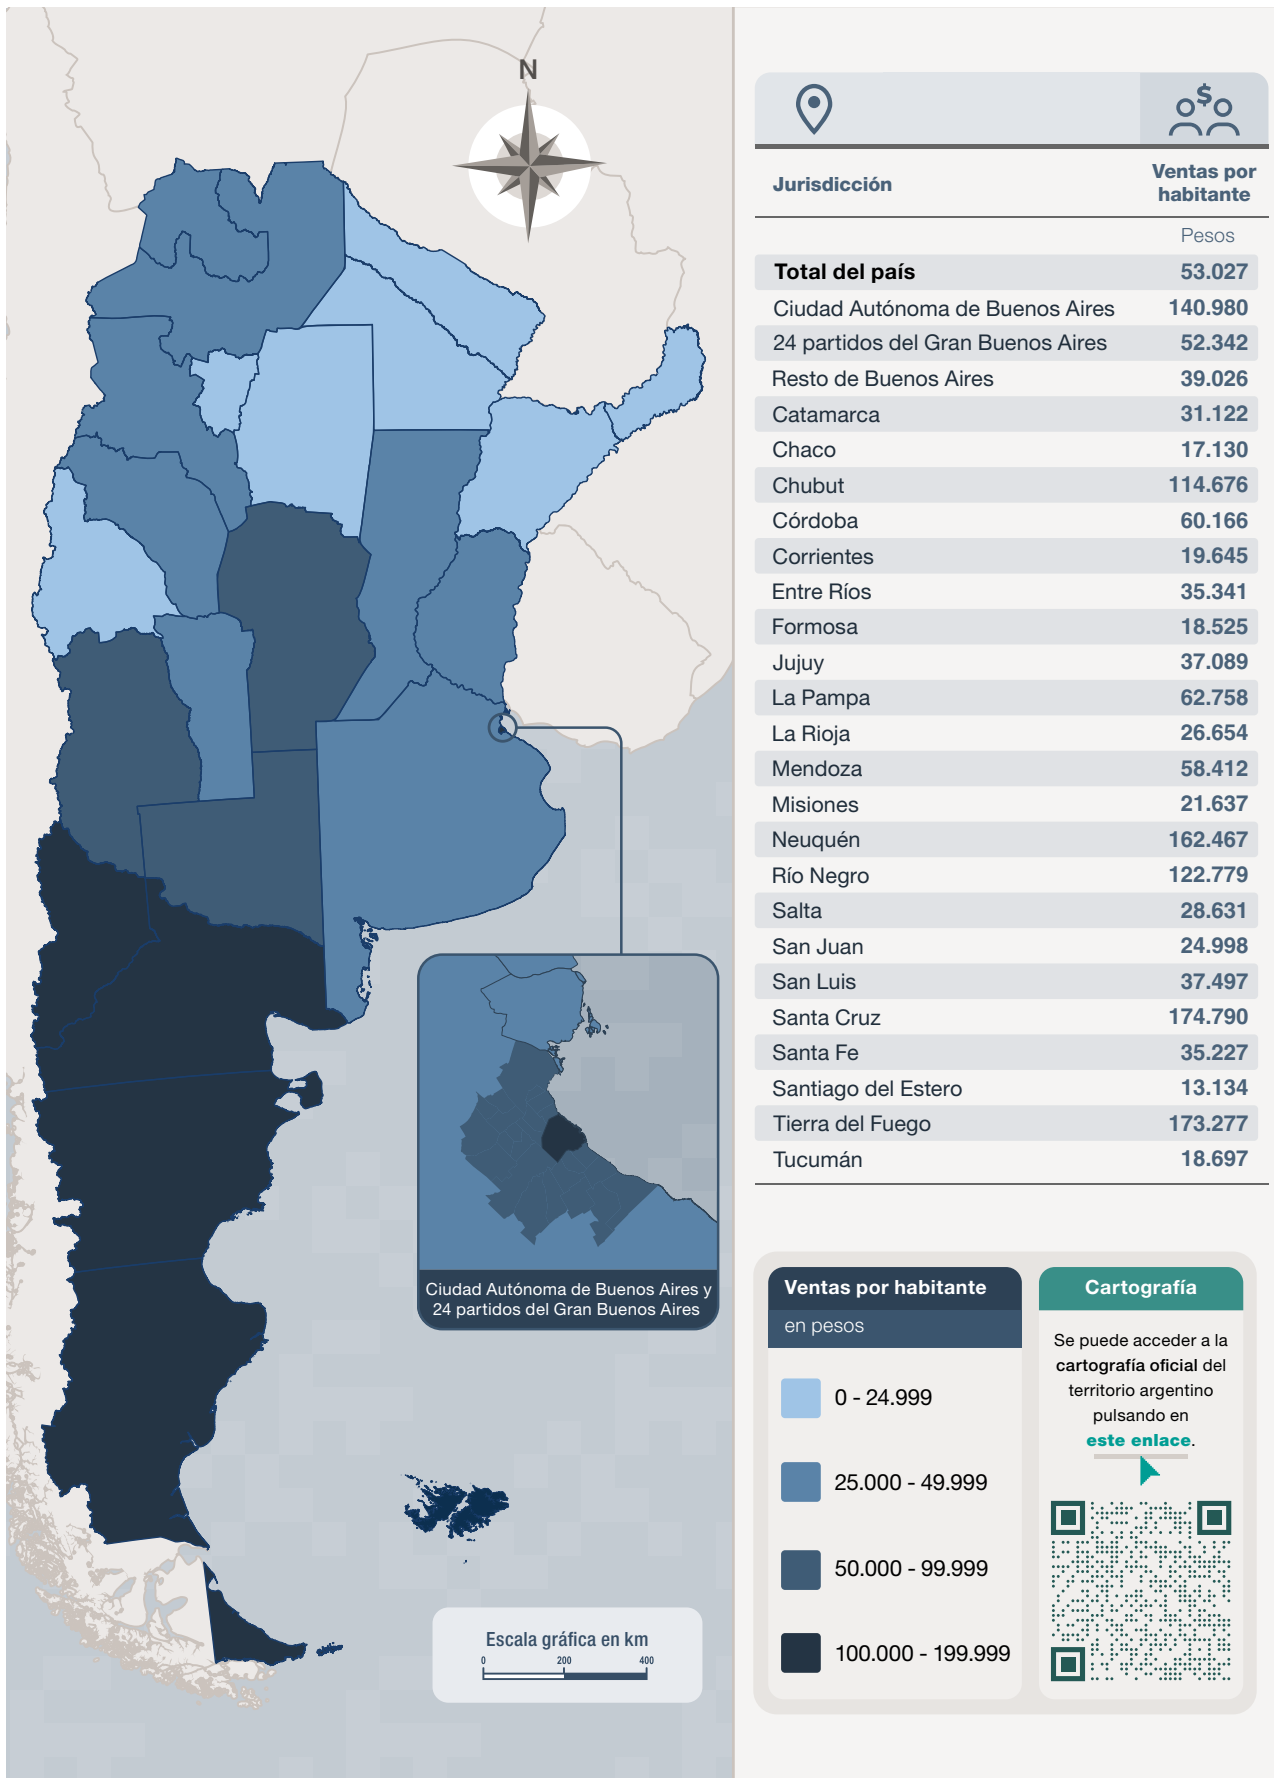 N
$
Jurisdicción
Ventas por
habitante
Pesos
Total del país 53.027
Ciudad Autónoma de Buenos Aires 140.980
24 partidos del Gran Buenos Aires 52.342
Resto de Buenos Aires 39.026
Catamarca 31.122
Chaco 17.130
Chubut 114.676
Córdoba 60.166
Corrientes 19.645
Entre Ríos 35.341
Formosa 18.525
Jujuy 37.089
La Pampa 62.758
La Rioja 26.654
Mendoza 58.412
Misiones 21.637
Neuquén 162.467
Río Negro 122.779
Salta 28.631
San Juan 24.998
San Luis 37.497
Santa Cruz 174.790
Santa Fe 35.227
Santiago del Estero 13.134
Tierra del Fuego 173.277
Tucumán 18.697
Ciudad Autónoma de Buenos Aires y
24 partidos del Gran Buenos Aires
Escala gráfica en km
0 200 400
Ventas por habitante
en pesos
0 - 24.999
25.000 - 49.999
50.000 - 99.999
100.000 - 199.999
Cartografía
Se puede acceder a la
cartografía oficial del
territorio argentino
pulsando en
este enlace.